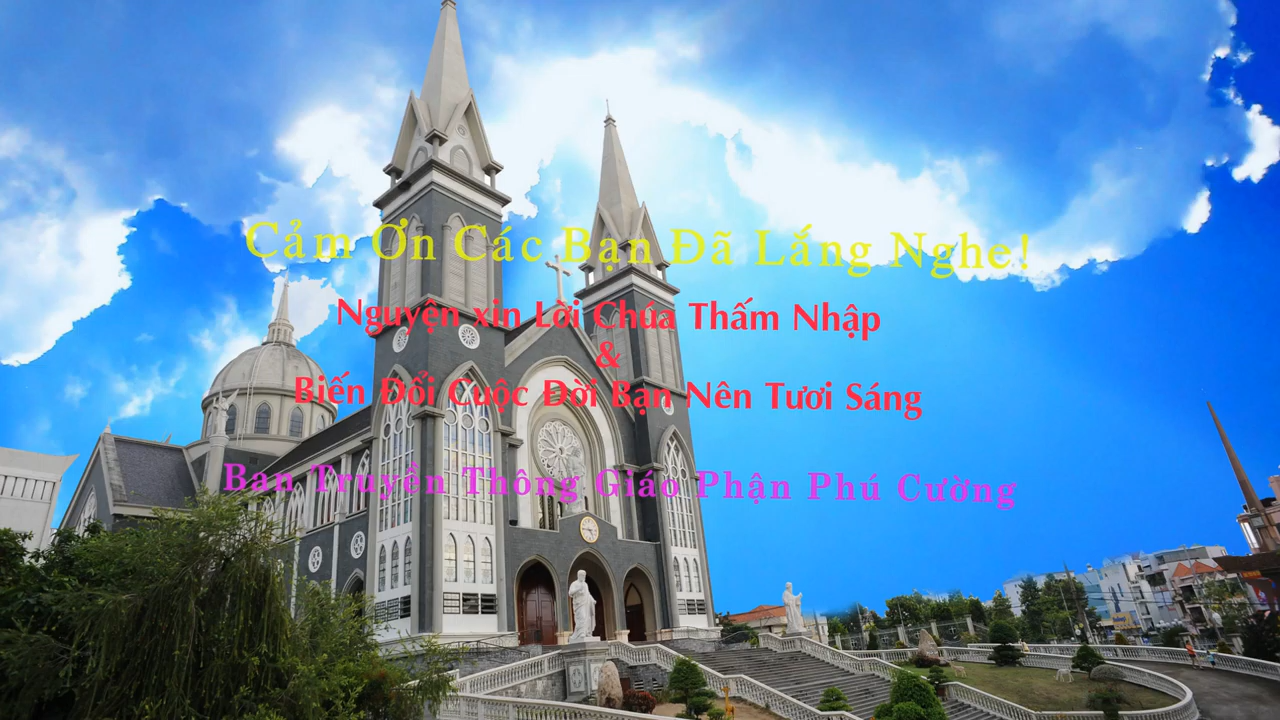 Cảm Ơn Các Bạn Đã Lắng Nghe!
Nguyện xin Lời Chúa Thấm Nhập
&
Biến Đổi Cuộc Đời Bạn Nên Tươi Sáng
Ban Truyền Thông Giáo Phận Phú Cường